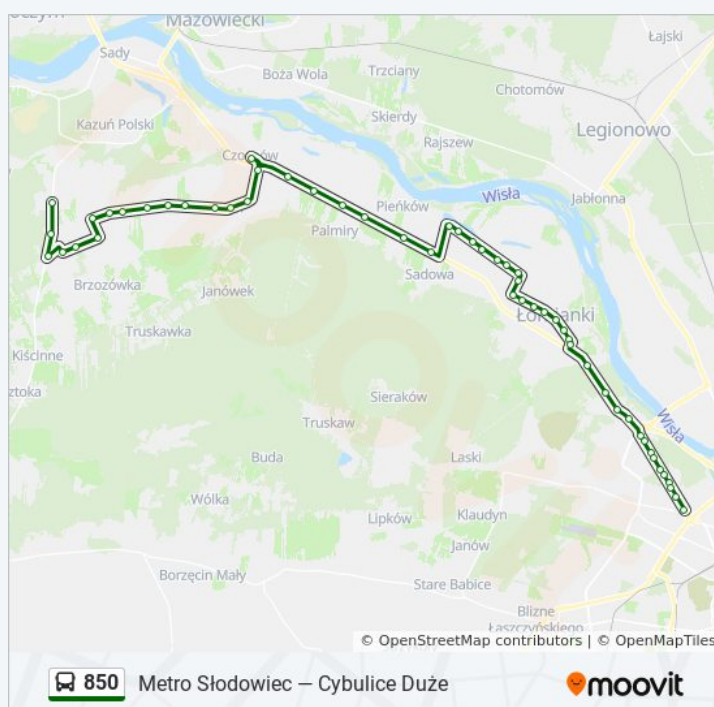 Mazowiecki
Sady
Łajski
Boża Wola
Trzciany
Chotomów
Kazuń Polski
Skierdy
Legionowo
Rajszew
Wisła
Jabłonna
Pieńków
Palmiry
Sadowa
Brzozówka
Janówek
Truskawka
Kiścinne
Sieraków
Truskaw
Wisła
Buda
Laski
Wólka
Lipków
Klaudyn
Janów
Borzęcin Mały
Stare Babice
Blizne
Łaszczyńskiego
© OpenStreetMap contributors | © OpenMapTiles
850 Metro Słodowiec — Cybulice Duże
moovit